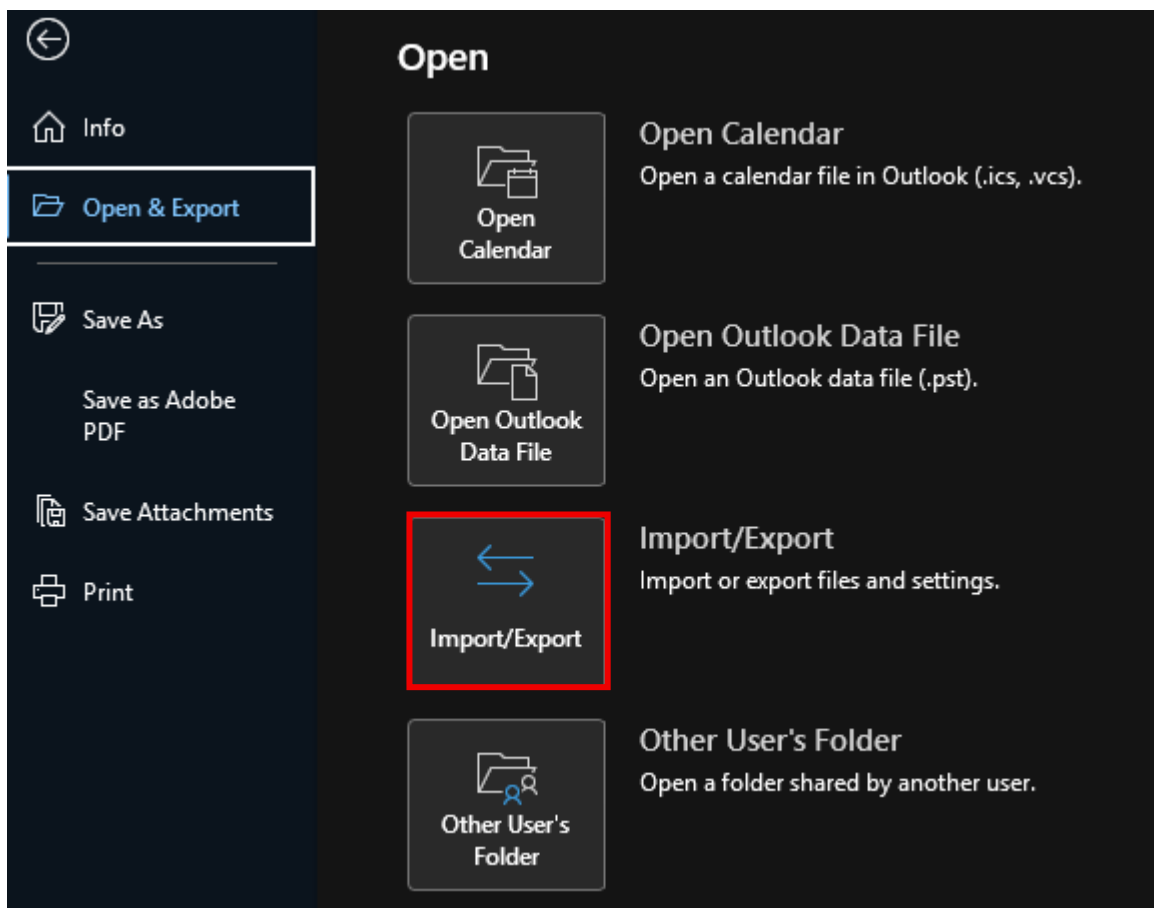 Open
Info
Open & Export
Save As
Save as Adobe
PDF
Save Attachments
Print
Open
Calendar
Open Calendar
Open a calendar file in Outlook (.ics, .vcs).
Open Outlook
Data File
Open Outlook Data File
Open an Outlook data file (.pst).
Import/Export
Import/Export
Import or export files and settings.
Other User's
Folder
Other User's Folder
Open a folder shared by another user.